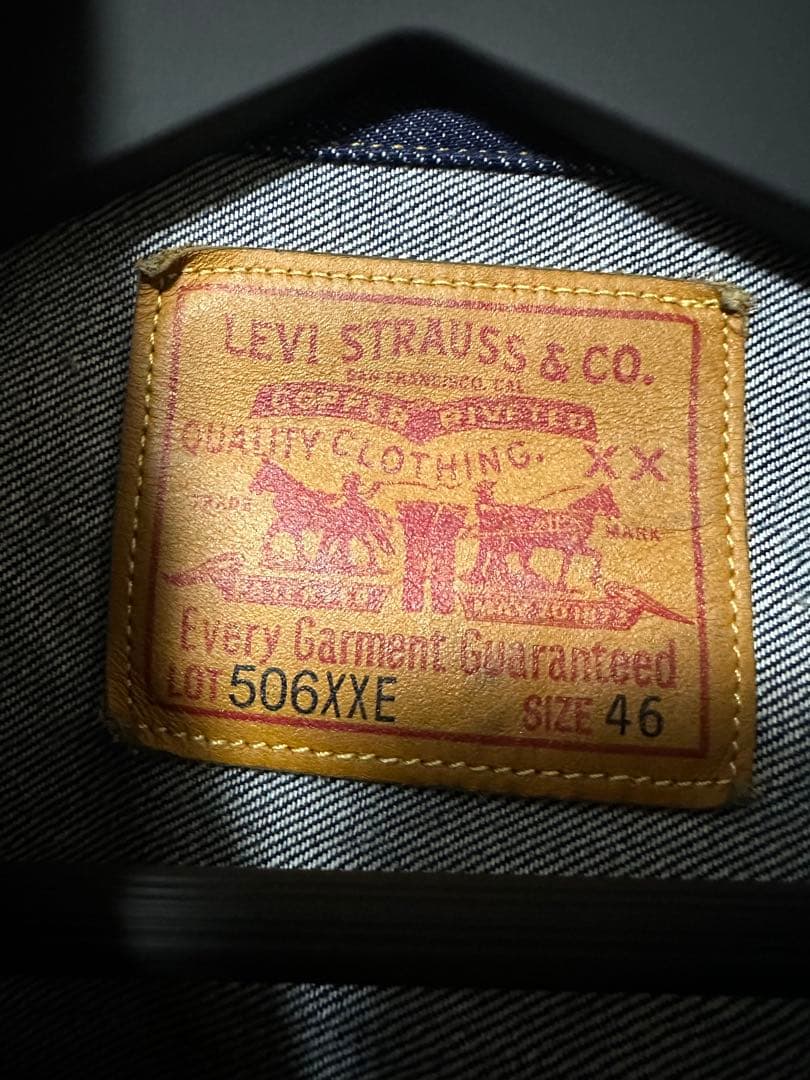 LEVI STRAUSS & CO.
SAN FRANCISCO, CAL
COPPER RIVETED
QUALITY CLOTHING. XX
TRADE MARK
Every Garment Guaranteed
LOT 506XXE SIZE 46